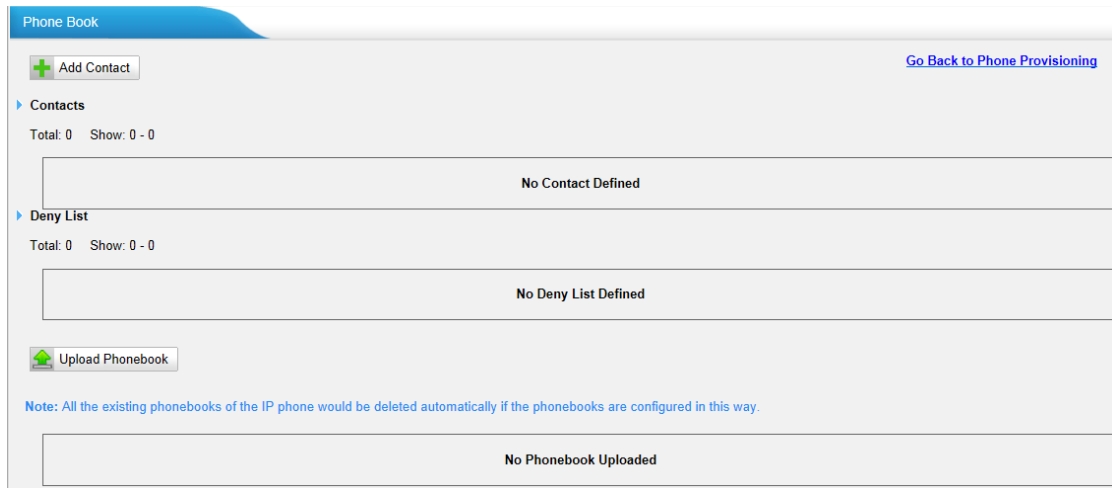 Phone Book
Add Contact
Go Back to Phone Provisioning
Contacts
Total: 0 Show: 0 - 0
No Contact Defined
Deny List
Total: 0 Show: 0 - 0
No Deny List Defined
Upload Phonebook
Note: All the existing phonebooks of the IP phone would be deleted automatically if the phonebooks are configured in this way.
No Phonebook Uploaded